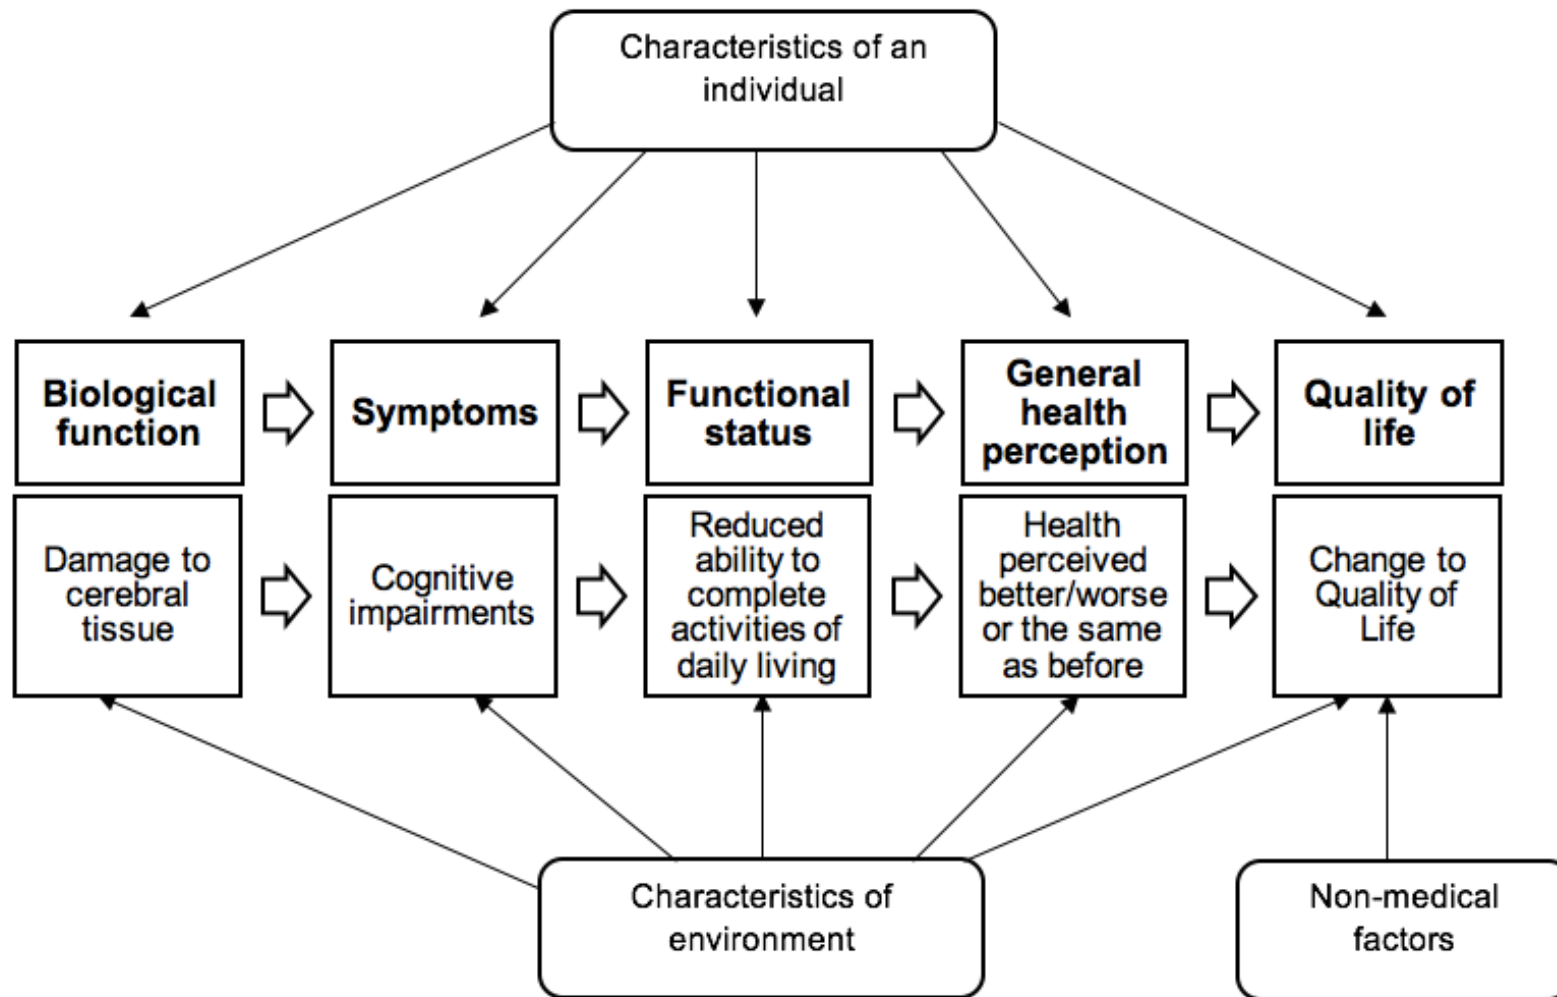 Characteristics of an
individual
Biological
function
Symptoms
Functional
status
General
health
perception
Quality of
life
Damage to
cerebral
tissue
Cognitive
impairments
Reduced
ability to
complete
activities of
daily living
Health
perceived
better/worse
or the same
as before
Change to
Quality of
Life
Characteristics of
environment
Non-medical
factors